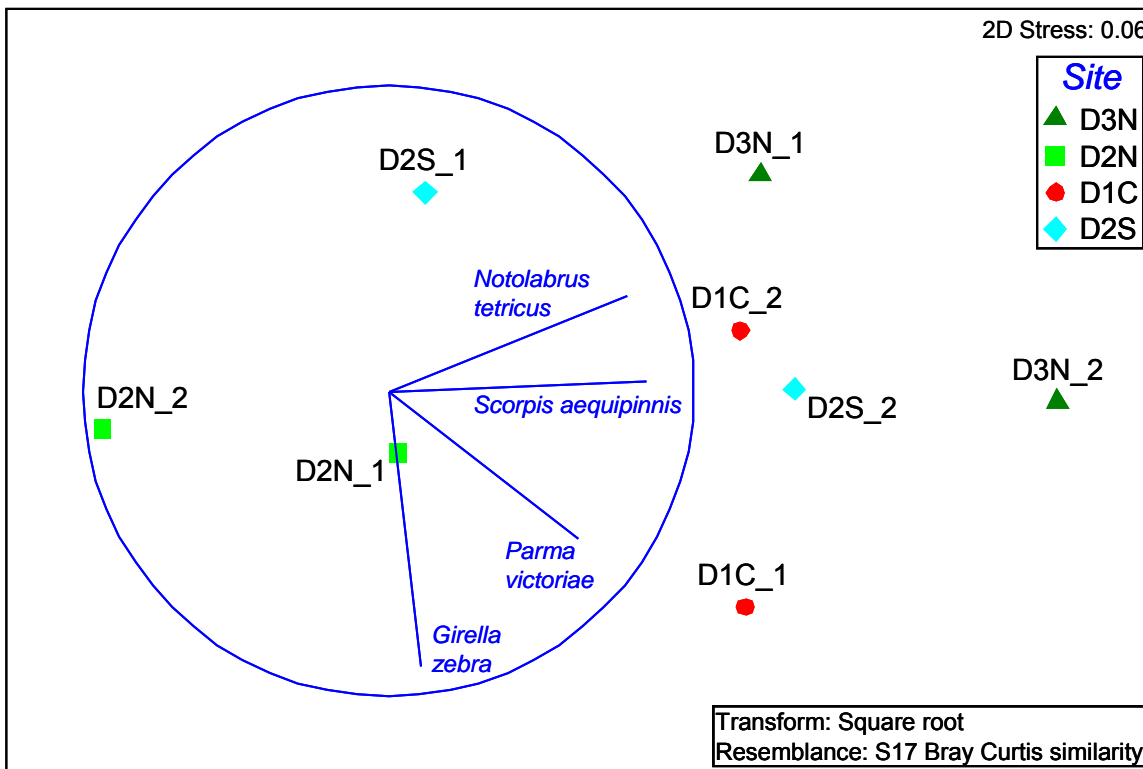 2D Stress: 0.06
Site
D3N
D2N
D1C
D2S
D3N_1
D2S_1
Notolabrus
tetricus
D1C_2
D3N_2
Scorpis aequipinnis
D2S_2
D2N_2
D2N_1
Parma
victoriae
D1C_1
Girella
zebra
Transform: Square root
Resemblance: S17 Bray Curtis similarity